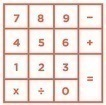 7 8 9 −
4 5 6 +
1 2 3 =
× ÷ 0